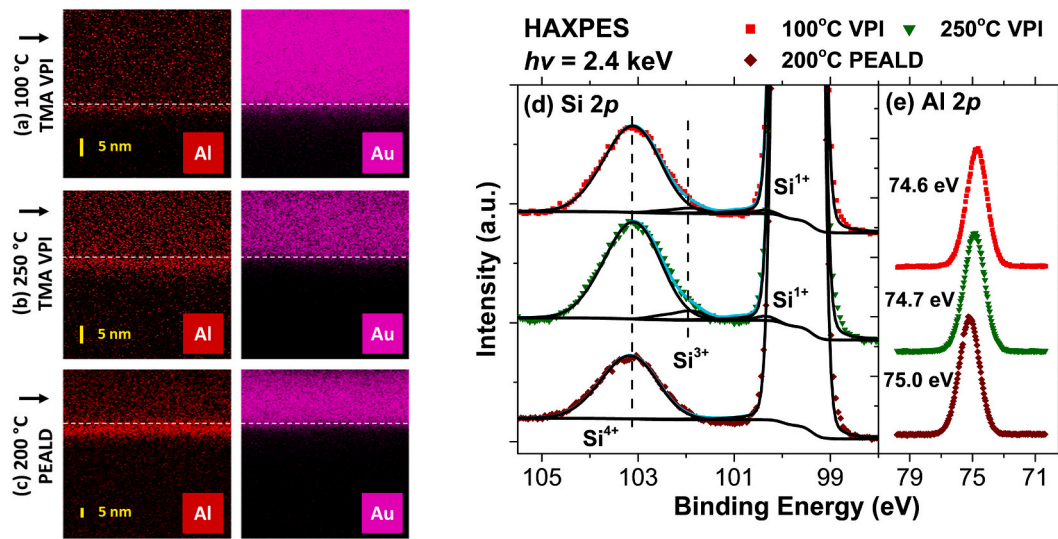 (a) 100 °C
TMA VPI
5 nm
Al
Au
(b) 250 °C
TMA VPI
5 nm
Al
Au
(c) 200 °C
PEALD
5 nm
Al
Au
HAXPES
hν = 2.4 keV
100°C VPI
250°C VPI
200°C PEALD
(d) Si 2p
(e) Al 2p
Si1+
Si1+
Si3+
Si4+
74.6 eV
74.7 eV
75.0 eV
Intensity (a.u.)
105 103 101 99
79 75 71
Binding Energy (eV)